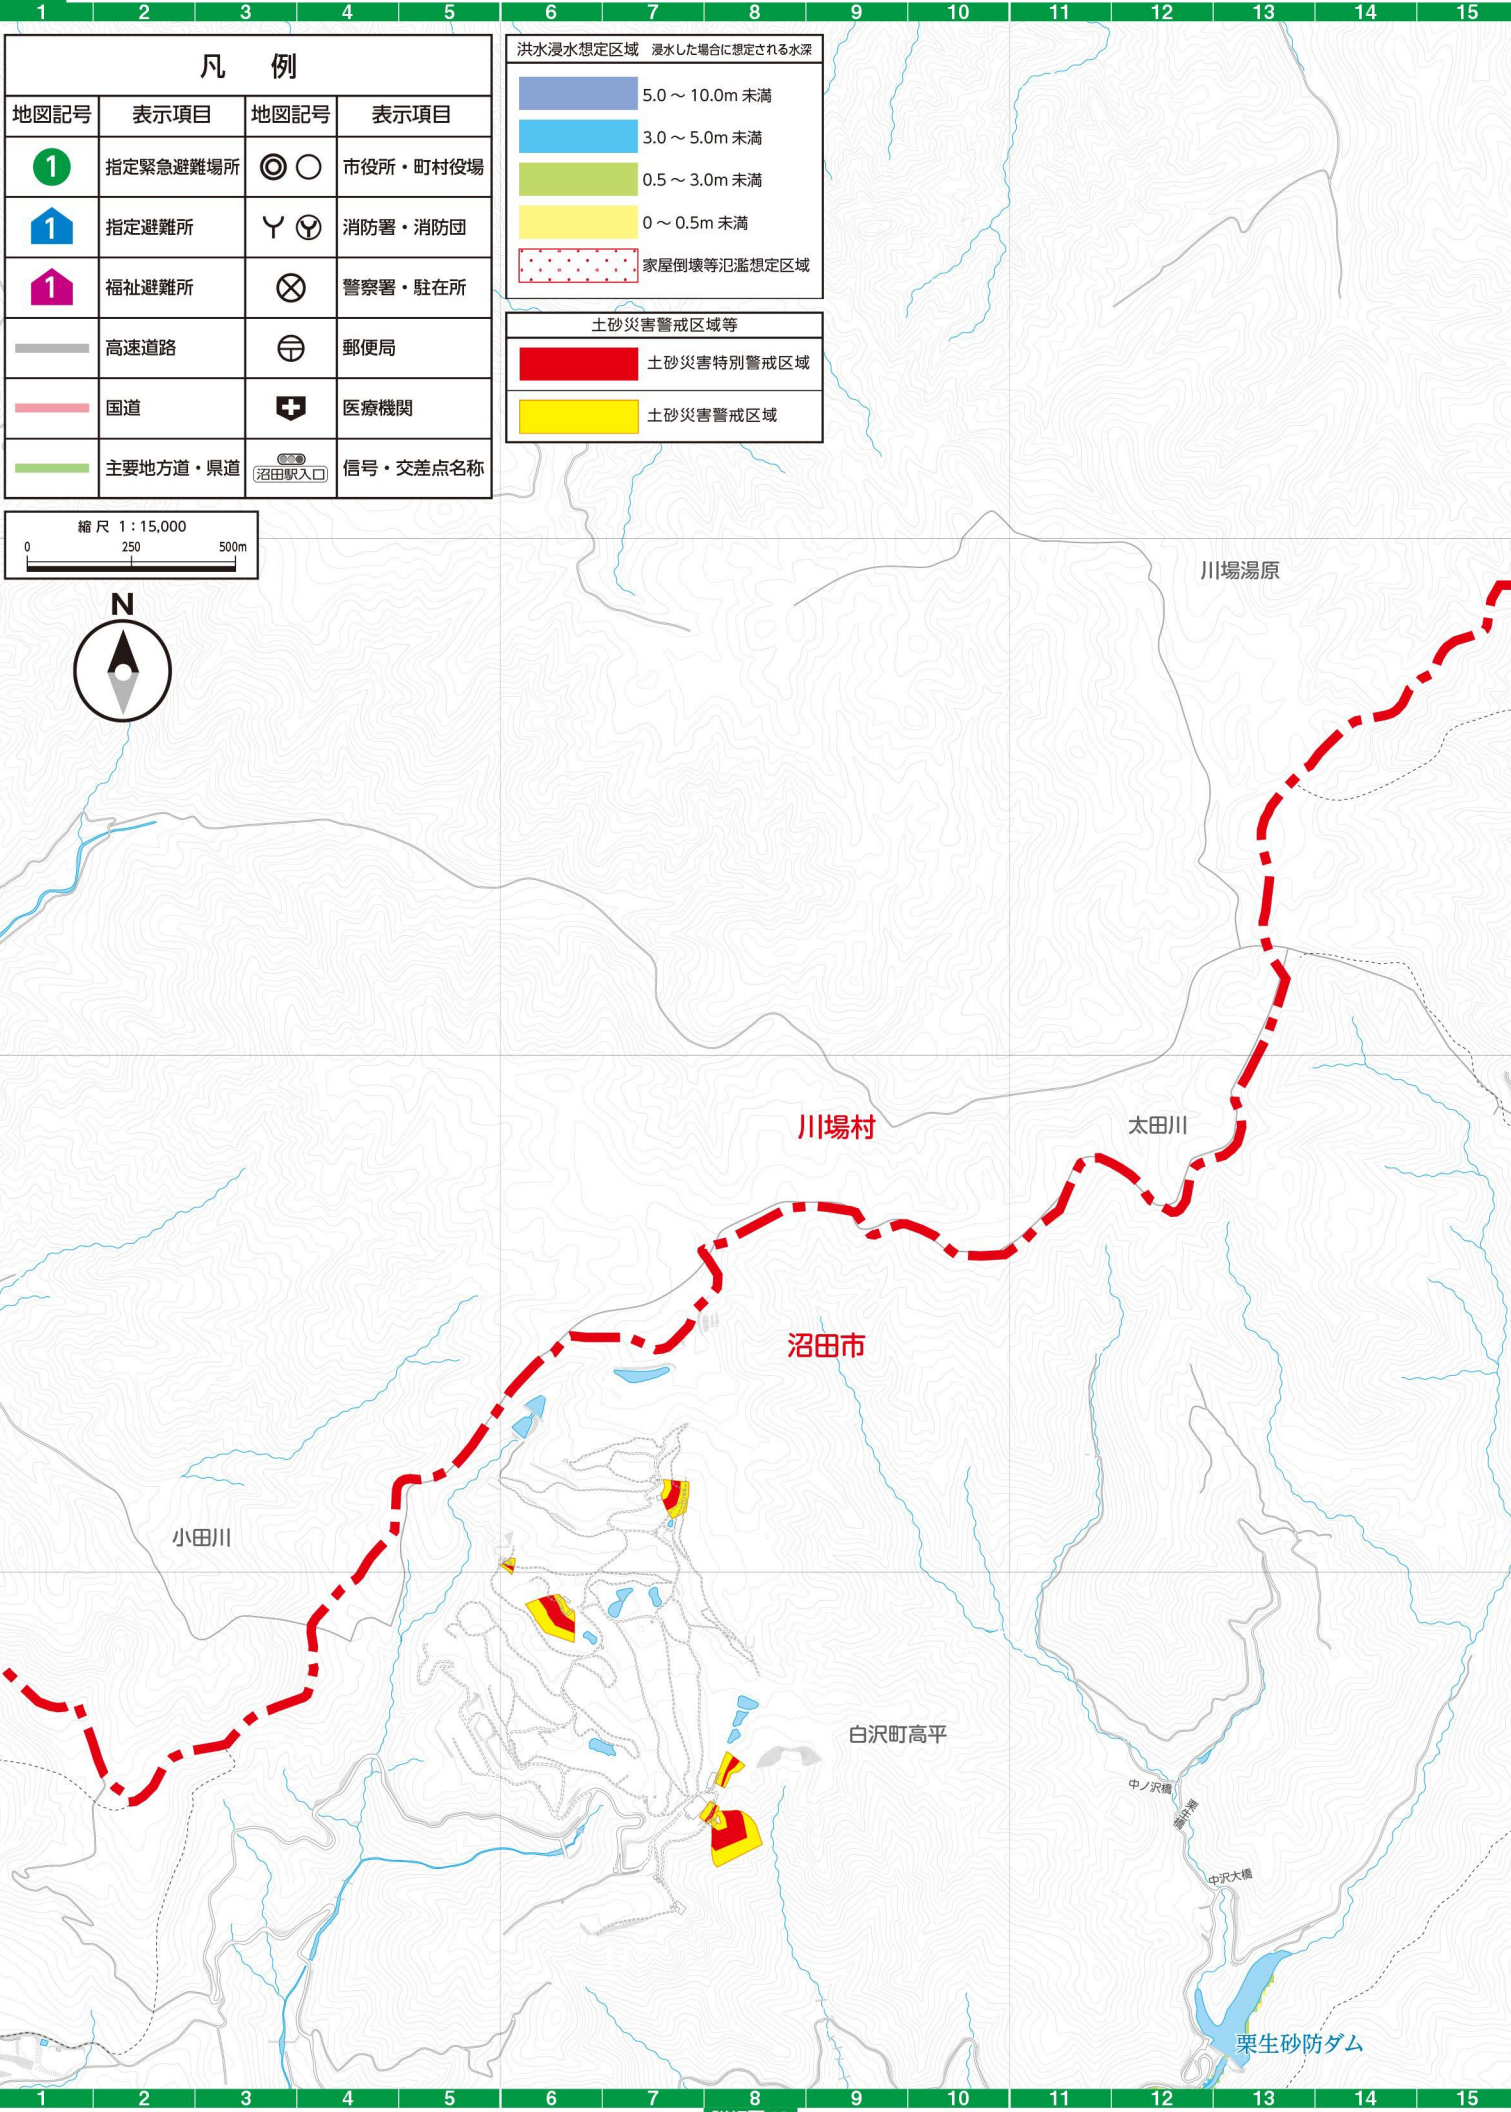 1 2 3 4 5 6 7 8 9 10 11 12 13 14 15
凡 例
地図記号 表示項目 地図記号 表示項目
1 指定緊急避難場所 市役所・町村役場
1 指定避難所 消防署・消防団
1 福祉避難所 警察署・駐在所
高速道路 郵便局
国道 医療機関
主要地方道・県道 沼田駅入口 信号・交差点名称
洪水浸水想定区域 浸水した場合に想定される水深
5.0～10.0m 未満
3.0～5.0m 未満
0.5～3.0m 未満
0～0.5m 未満
家屋倒壊等氾濫想定区域
土砂災害警戒区域等
土砂災害特別警戒区域
土砂災害警戒区域
縮尺 1：15,000
0 250 500m
N
川場湯原
川場村
太田川
沼田市
小田川
白沢町高平
中ノ沢橋
栗生橋
中沢大橋
栗生砂防ダム
1 2 3 4 5 6 7 8 9 10 11 12 13 14 15